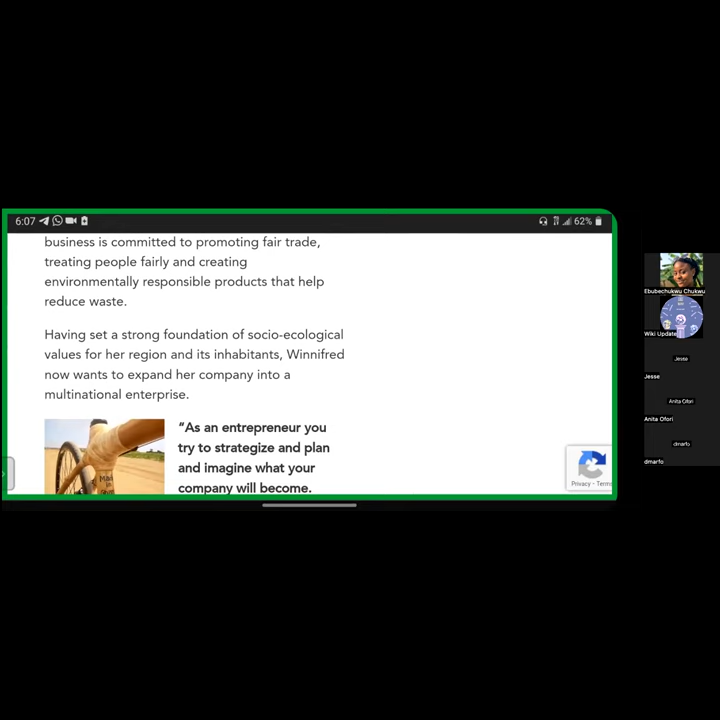 6:07
62%
business is committed to promoting fair trade,
treating people fairly and creating
environmentally responsible products that help
reduce waste.
Having set a strong foundation of socio-ecological
values for her region and its inhabitants, Winnifred
now wants to expand her company into a
multinational enterprise.
“As an entrepreneur you
try to strategize and plan
and imagine what your
company will become.
Privacy - Terms
Ebubechukwu Chukwu
Wiki Update
Jesse
Jesse
Anita Ofori
Anita Ofori
dmarfo
dmarfo